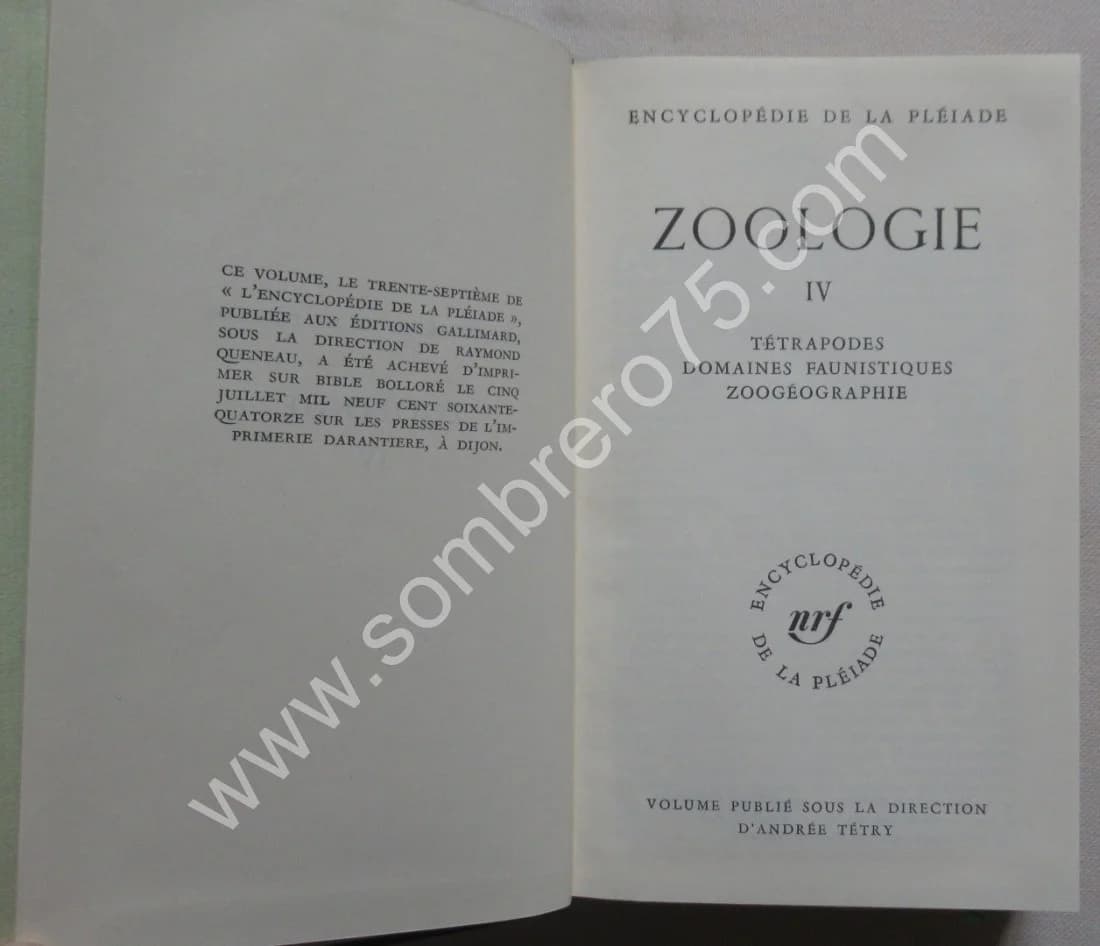 CE VOLUME, LE TRENTE-SEPTIÈME DE
« L'ENCYCLOPÉDIE DE LA PLÉIADE »,
PUBLIÉE AUX ÉDITIONS GALLIMARD,
SOUS LA DIRECTION DE RAYMOND
QUENEAU, A ÉTÉ ACHEVÉ D'IMPRI-
MER SUR BIBLE BOLLORÉ LE CINQ
JUILLET MIL NEUF CENT SOIXANTE-
QUATORZE SUR LES PRESSES DE L'IM-
PRIMERIE DARANTIERE, À DIJON.
ENCYCLOPÉDIE DE LA PLÉIADE
ZOOLOGIE
IV
TÉTRAPODES
DOMAINES FAUNISTIQUES
ZOOGÉOGRAPHIE
ENCYCLOPÉDIE
nrf
DE LA PLÉIADE
VOLUME PUBLIÉ SOUS LA DIRECTION
D'ANDRÉE TÉTRY
www.sombrero75.com